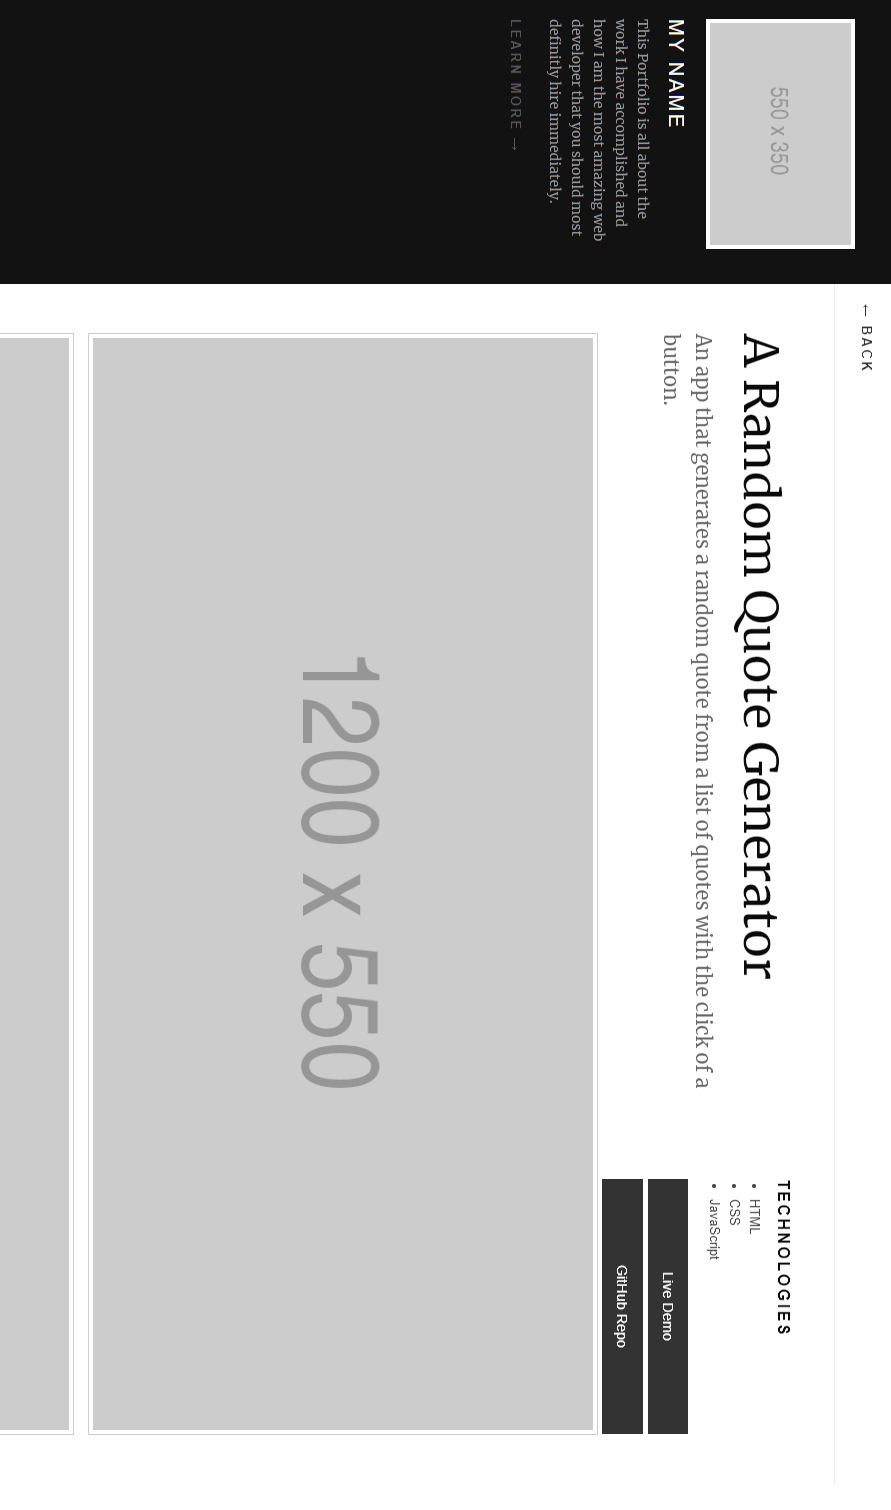 550 x 350
MY NAME
This Portfolio is all about the
work I have accomplished and
how I am the most amazing web
developer that you should most
definitly hire immediately.
LEARN MORE →
← BACK
A Random Quote Generator
An app that generates a random quote from a list of quotes with the click of a
button.
TECHNOLOGIES
• HTML
• CSS
• JavaScript
Live Demo
GitHub Repo
1200 x 550